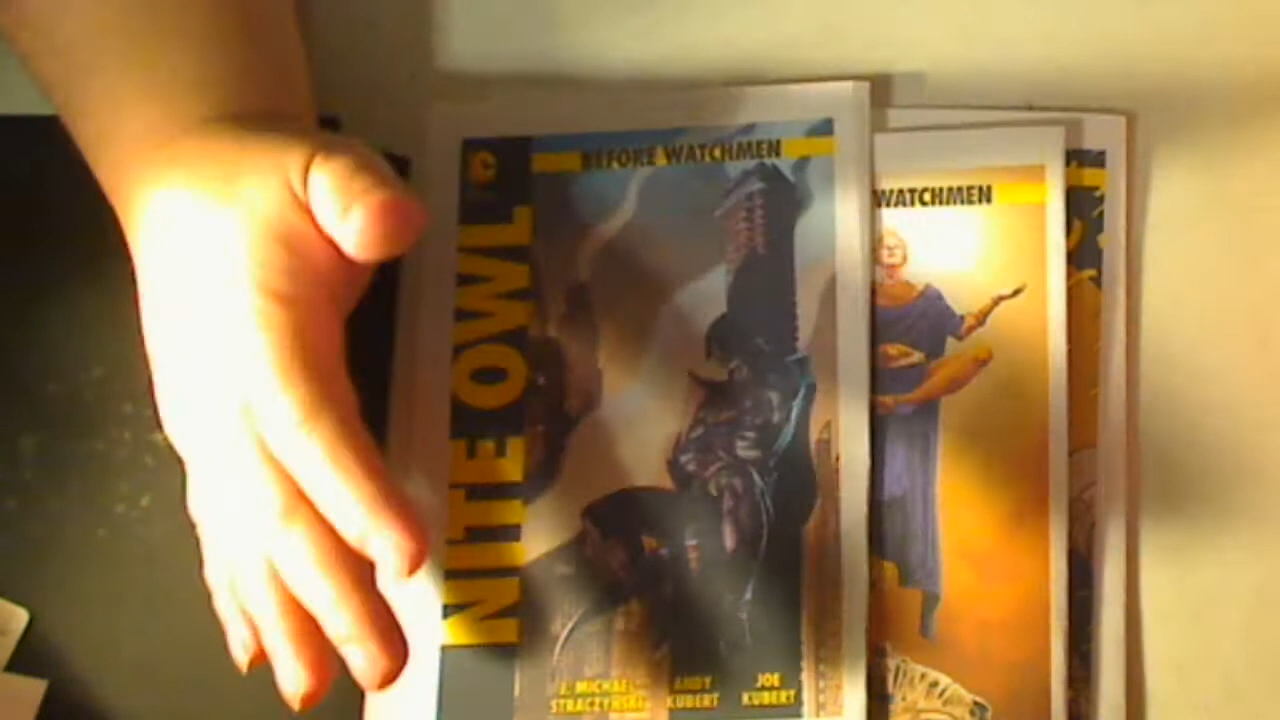 BEFORE WATCHMEN
NITE OWL
J. MICHAEL STRACZYNSKI
ANDY KUBERT
JOE KUBERT
WATCHMEN